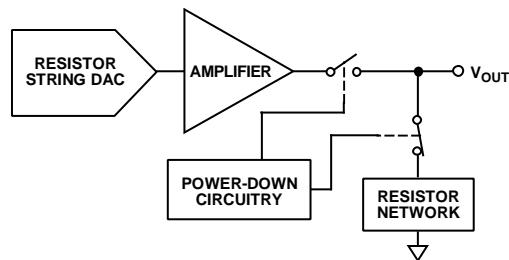 RESISTOR
STRING DAC
AMPLIFIER
VOUT
POWER-DOWN
CIRCUITRY
RESISTOR
NETWORK